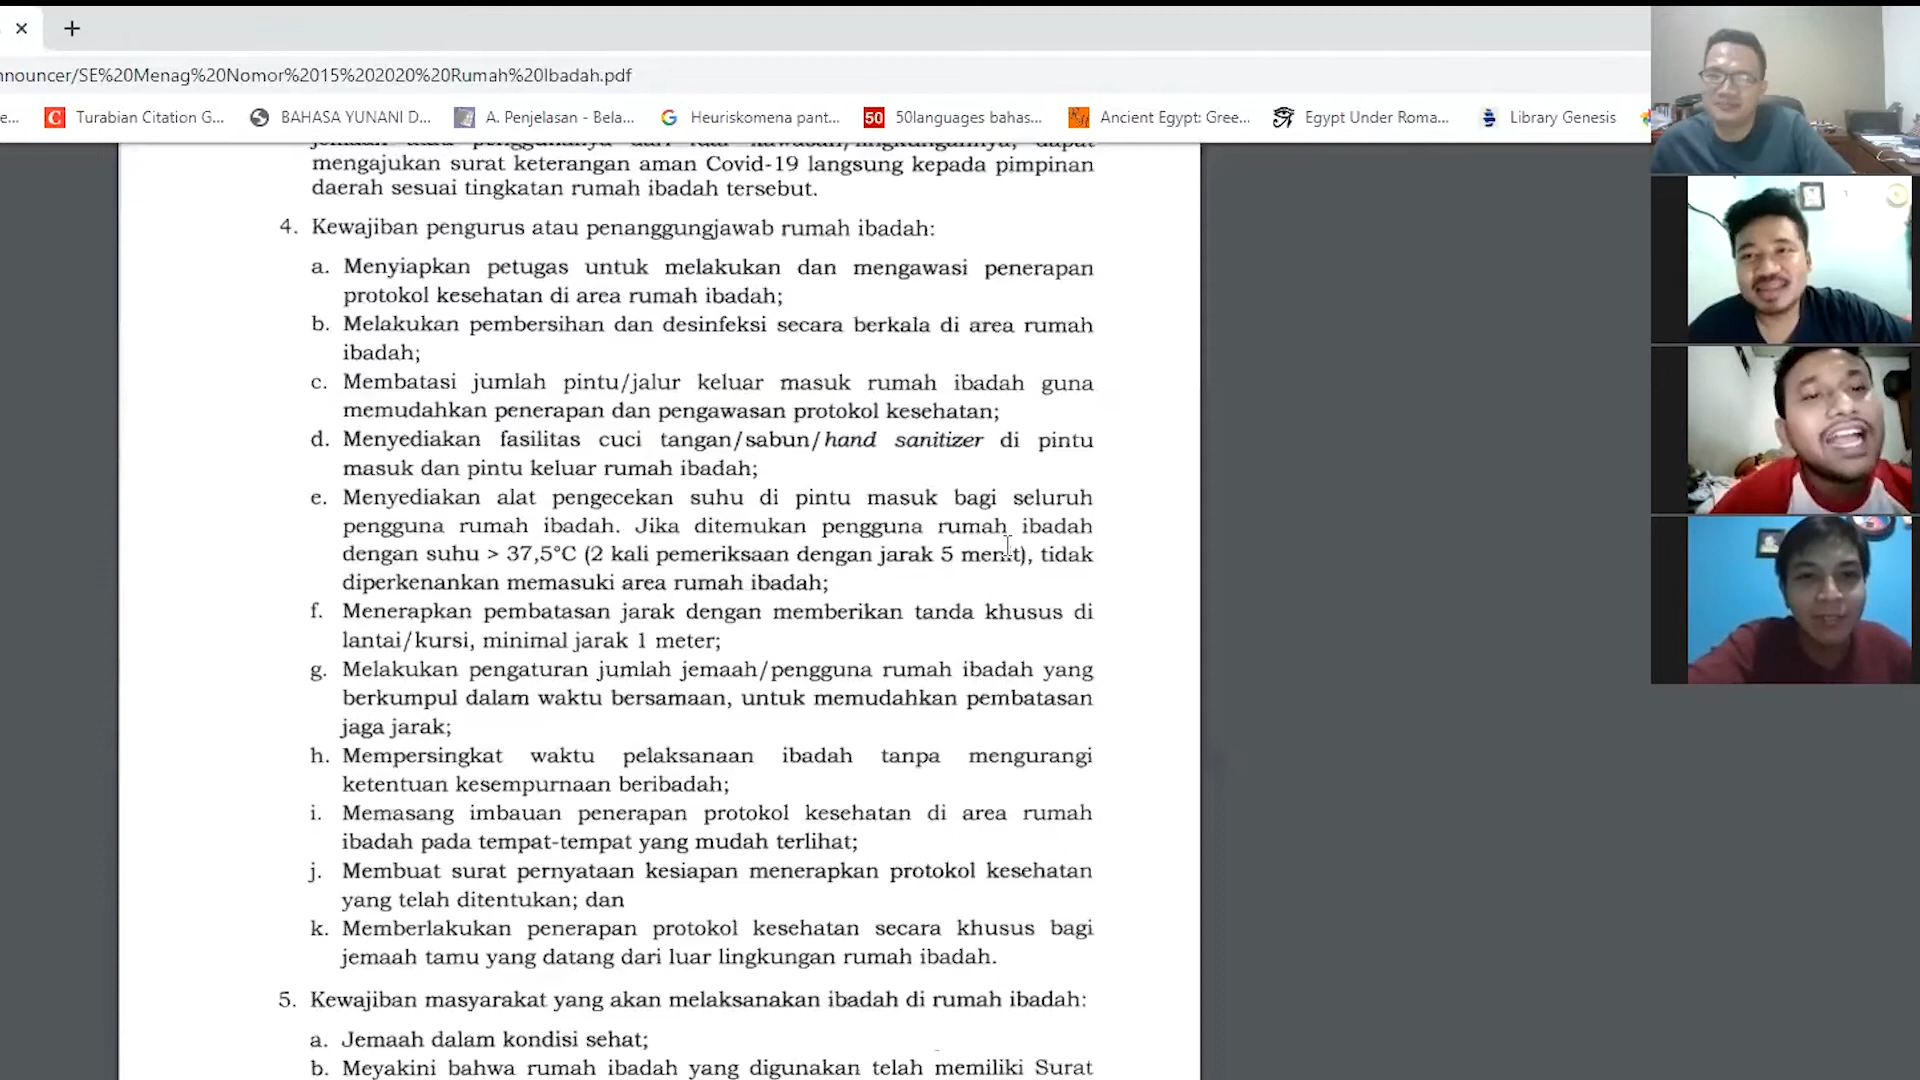 nnouncer/SE%20Menag%20Nomor%2015%202020%20Rumah%20Ibadah.pdf
e... Turabian Citation G... BAHASA YUNANI D... A. Penjelasan - Bela... Heuriskomena pant... 50 50languages bahas... Ancient Egypt: Gree... Egypt Under Roma... Library Genesis
jemaah atau penggunanya dari luar kawasan/lingkungannya, dapat
mengajukan surat keterangan aman Covid-19 langsung kepada pimpinan
daerah sesuai tingkatan rumah ibadah tersebut.
4. Kewajiban pengurus atau penanggungjawab rumah ibadah:
a. Menyiapkan petugas untuk melakukan dan mengawasi penerapan
protokol kesehatan di area rumah ibadah;
b. Melakukan pembersihan dan desinfeksi secara berkala di area rumah
ibadah;
c. Membatasi jumlah pintu/jalur keluar masuk rumah ibadah guna
memudahkan penerapan dan pengawasan protokol kesehatan;
d. Menyediakan fasilitas cuci tangan/sabun/hand sanitizer di pintu
masuk dan pintu keluar rumah ibadah;
e. Menyediakan alat pengecekan suhu di pintu masuk bagi seluruh
pengguna rumah ibadah. Jika ditemukan pengguna rumah ibadah
dengan suhu > 37,5°C (2 kali pemeriksaan dengan jarak 5 menit), tidak
diperkenankan memasuki area rumah ibadah;
f. Menerapkan pembatasan jarak dengan memberikan tanda khusus di
lantai/kursi, minimal jarak 1 meter;
g. Melakukan pengaturan jumlah jemaah/pengguna rumah ibadah yang
berkumpul dalam waktu bersamaan, untuk memudahkan pembatasan
jaga jarak;
h. Mempersingkat waktu pelaksanaan ibadah tanpa mengurangi
ketentuan kesempurnaan beribadah;
i. Memasang imbauan penerapan protokol kesehatan di area rumah
ibadah pada tempat-tempat yang mudah terlihat;
j. Membuat surat pernyataan kesiapan menerapkan protokol kesehatan
yang telah ditentukan; dan
k. Memberlakukan penerapan protokol kesehatan secara khusus bagi
jemaah tamu yang datang dari luar lingkungan rumah ibadah.
5. Kewajiban masyarakat yang akan melaksanakan ibadah di rumah ibadah:
a. Jemaah dalam kondisi sehat;
b. Meyakini bahwa rumah ibadah yang digunakan telah memiliki Surat